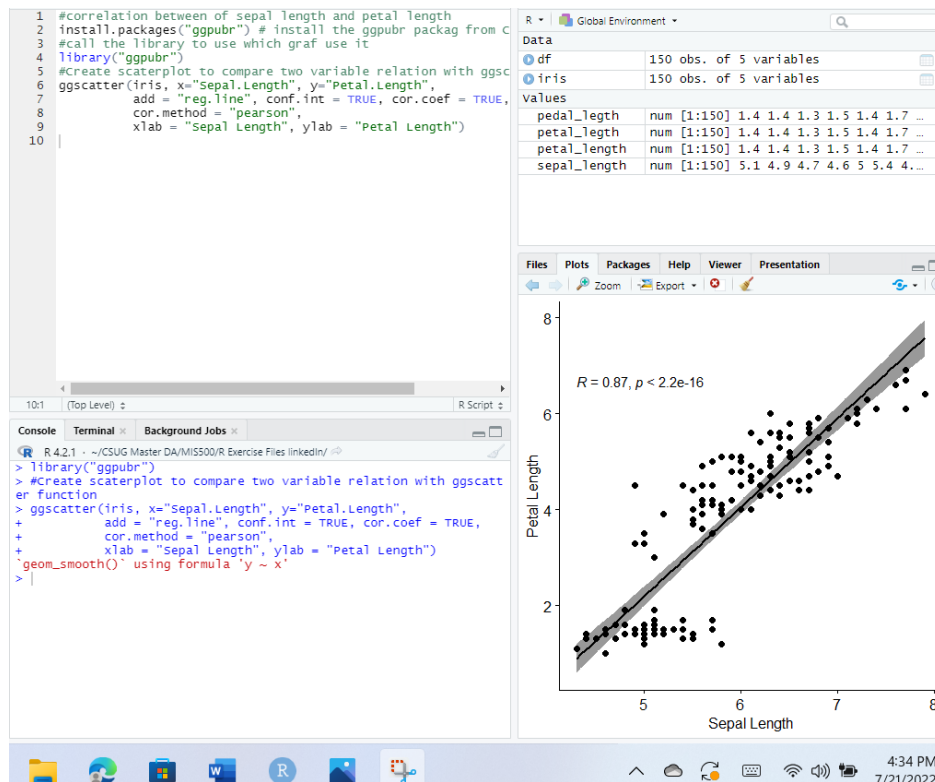 1 #correlation between of sepal length and petal length
2 install.packages("ggpubr") # install the ggpubr packag from C
3 #call the library to use which graf use it
4 library("ggpubr")
5 #Create scaterplot to compare two variable relation with ggsc
6 ggscatter(iris, x="Sepal.Length", y="Petal.Length",
7 add = "reg.line", conf.int = TRUE, cor.coef = TRUE,
8 cor.method = "pearson",
9 xlab = "Sepal Length", ylab = "Petal Length")
10
10:1 (Top Level) R Script
Console Terminal Background Jobs
R 4.2.1 · ~/CSUG Master DA/MIS500/R Exercise Files linkedIn/
> library("ggpubr")
> #Create scaterplot to compare two variable relation with ggscatt
er function
> ggscatter(iris, x="Sepal.Length", y="Petal.Length",
+ add = "reg.line", conf.int = TRUE, cor.coef = TRUE,
+ cor.method = "pearson",
+ xlab = "Sepal Length", ylab = "Petal Length")
`geom_smooth()` using formula 'y ~ x'
>
R Global Environment
Data
df 150 obs. of 5 variables
iris 150 obs. of 5 variables
Values
pedal_legth num [1:150] 1.4 1.4 1.3 1.5 1.4 1.7 …
petal_legth num [1:150] 1.4 1.4 1.3 1.5 1.4 1.7 …
petal_length num [1:150] 1.4 1.4 1.3 1.5 1.4 1.7 …
sepal_length num [1:150] 5.1 4.9 4.7 4.6 5 5.4 4.…
Files Plots Packages Help Viewer Presentation
Zoom Export
8
R = 0.87, p < 2.2e-16
6
Petal Length
4
2
5 6 7 8
Sepal Length
W R
4:34 PM
7/21/202